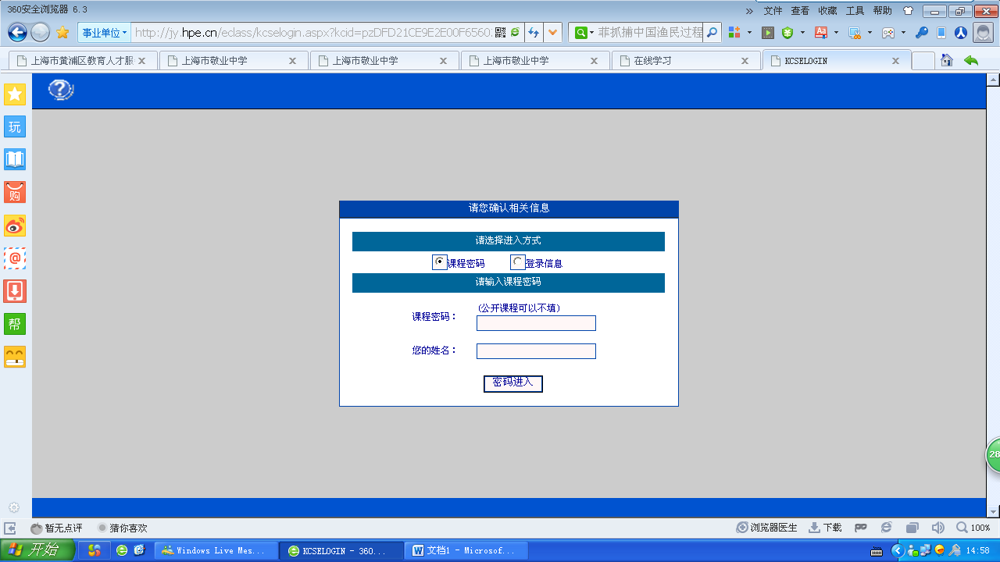 360安全浏览器 6.3
» 文件 查看 收藏 工具 帮助
事业单位 http://jy.hpe.cn/eclass/kcselogin.aspx? 菲抓捕中国渔民过程
上海市黄浦区教育人才服 上海市敬业中学 上海市敬业中学 上海市敬业中学 在线学习 KCSELOGIN
玩
购
@
帮
请您确认相关信息
请选择进入方式
课程密码 登录信息
请输入课程密码
(公开课程可以不填)
课程密码：
您的姓名：
密码进入
28
暂无点评 猜你喜欢 浏览器医生 下载 100%
开始 Windows Live Mes... KCSELOGIN - 360... 文档1 - Microsof... 14:58